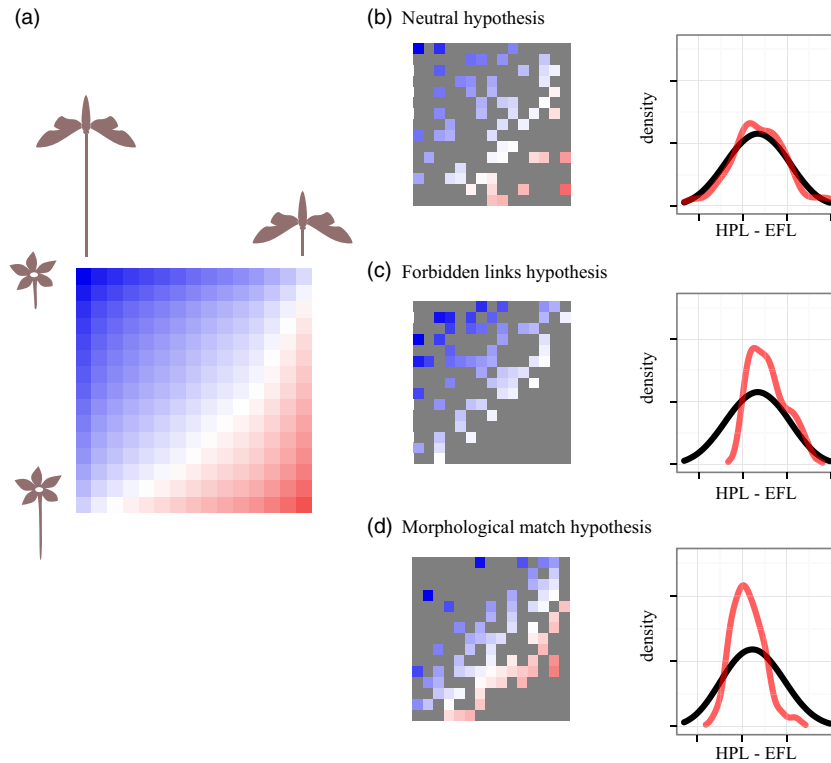 (a)
(b) Neutral hypothesis
density
HPL - EFL
(c) Forbidden links hypothesis
density
HPL - EFL
(d) Morphological match hypothesis
density
HPL - EFL